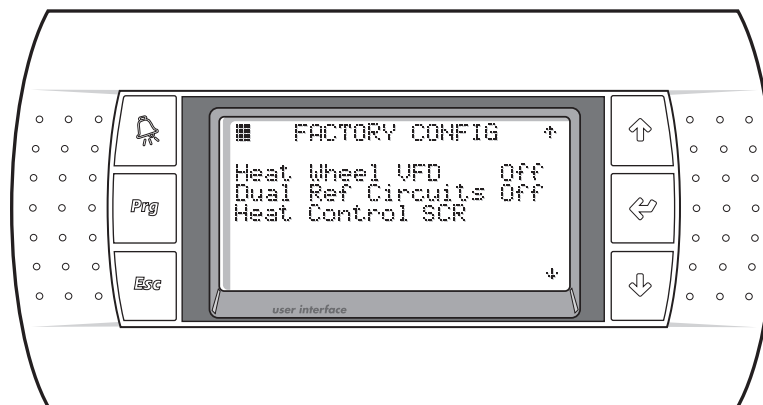 FACTORY CONFIG
Heat Wheel VFD Off
Dual Ref Circuits Off
Heat Control SCR
Prg
Esc
user interface